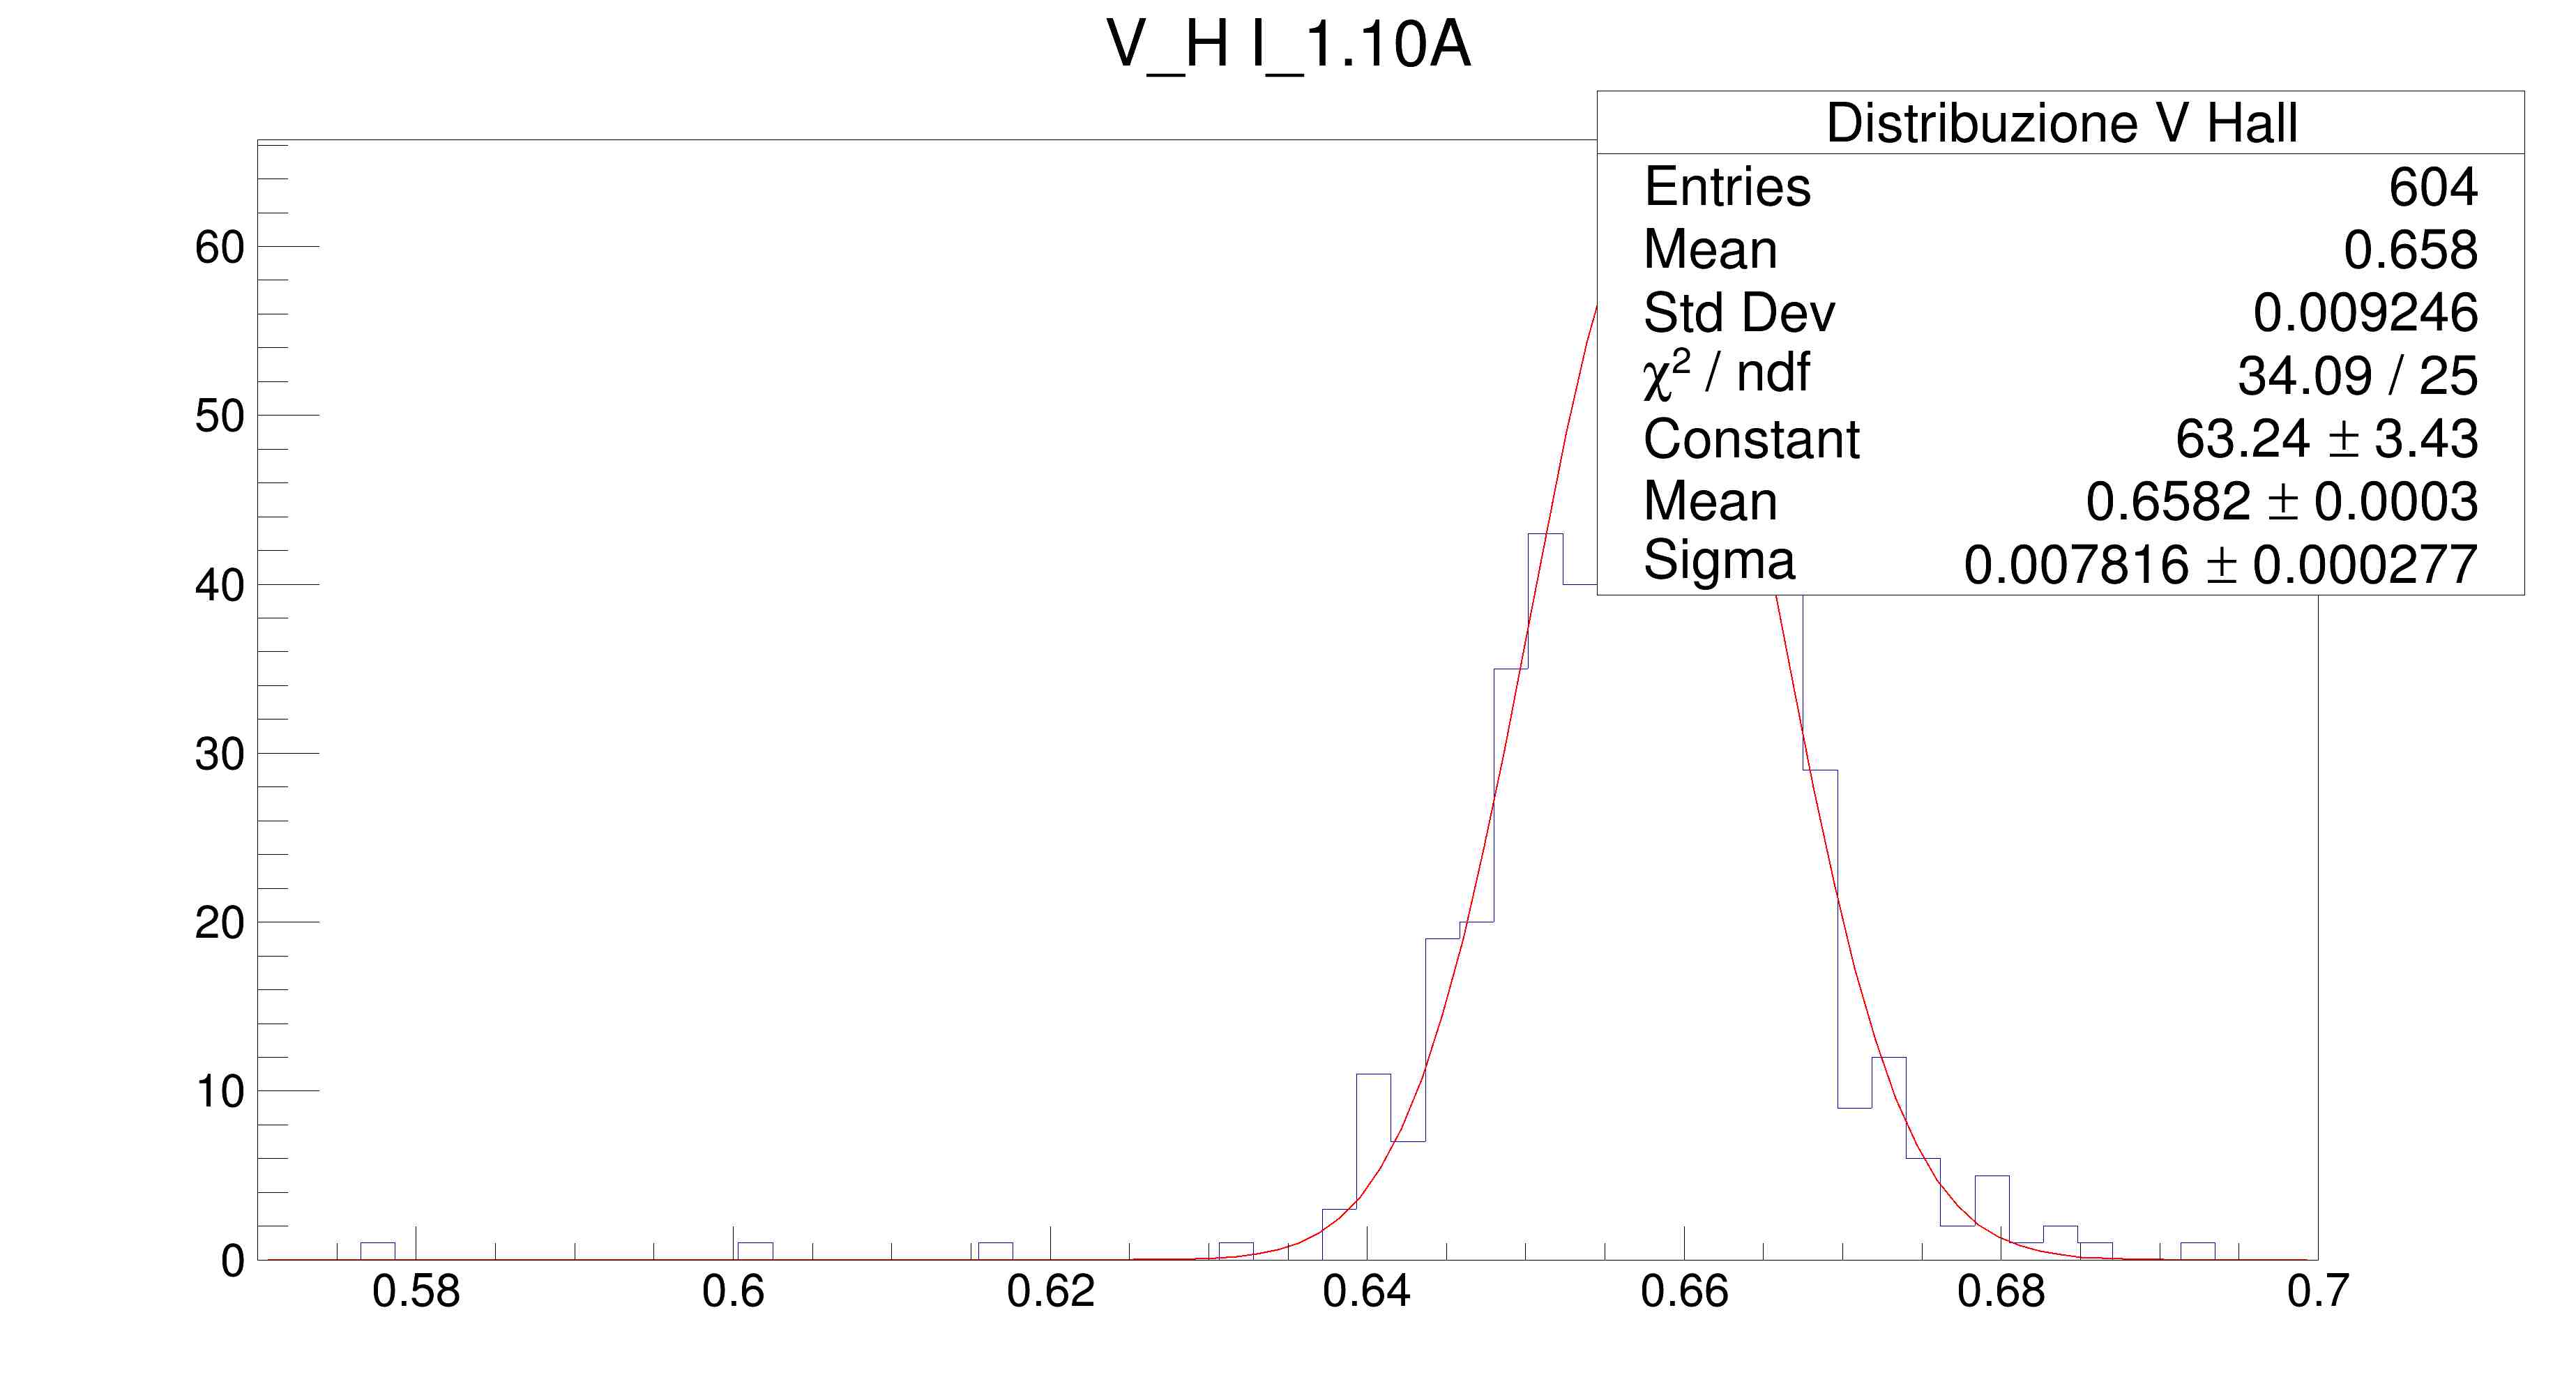 V_H I_1.10A
Distribuzione V Hall
Entries 604
Mean 0.658
Std Dev 0.009246
χ² / ndf 34.09 / 25
Constant 63.24 ± 3.43
Mean 0.6582 ± 0.0003
Sigma 0.007816 ± 0.000277
60
50
40
30
20
10
0
0.58 0.6 0.62 0.64 0.66 0.68 0.7